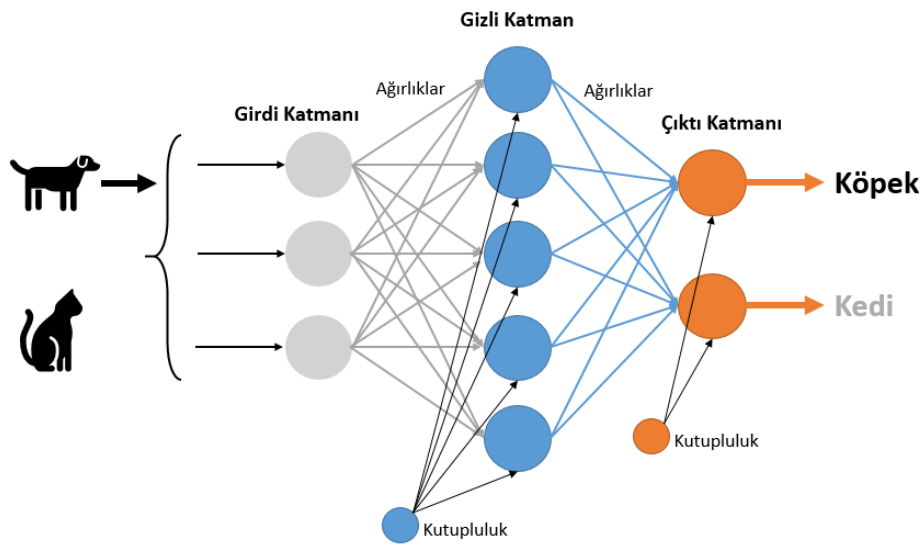 Gizli Katman
Ağırlıklar
Ağırlıklar
Girdi Katmanı
Çıktı Katmanı
Köpek
Kedi
Kutupluluk
Kutupluluk